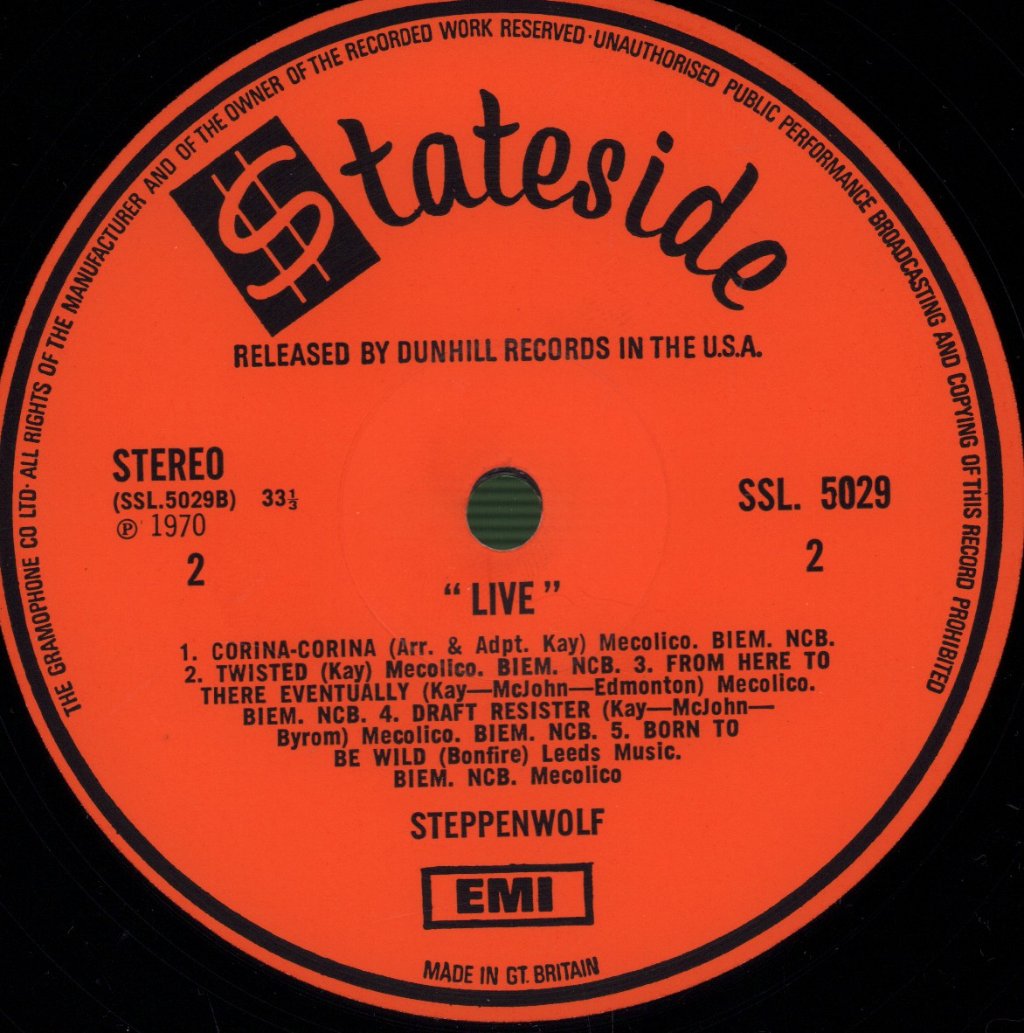 THE GRAMOPHONE CO LTD · ALL RIGHTS OF THE MANUFACTURER AND OF THE OWNER OF THE RECORDED WORK RESERVED · UNAUTHORISED PUBLIC PERFORMANCE BROADCASTING AND COPYING OF THIS RECORD PROHIBITED
Stateside
RELEASED BY DUNHILL RECORDS IN THE U.S.A.
STEREO
(SSL.5029B) 33⅓
℗ 1970
2
SSL. 5029
2
“ LIVE ”
1. CORINA-CORINA (Arr. & Adpt. Kay) Mecolico. BIEM. NCB.
2. TWISTED (Kay) Mecolico. BIEM. NCB. 3. FROM HERE TO
THERE EVENTUALLY (Kay—McJohn—Edmonton) Mecolico.
BIEM. NCB. 4. DRAFT RESISTER (Kay—McJohn—
Byrom) Mecolico. BIEM. NCB. 5. BORN TO
BE WILD (Bonfire) Leeds Music.
BIEM. NCB. Mecolico
STEPPENWOLF
EMI
MADE IN GT. BRITAIN